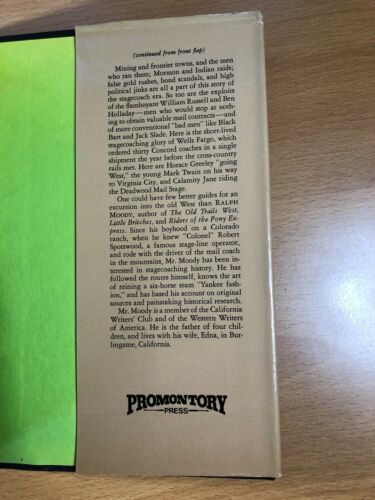 (continued from front flap)
Mining and frontier towns, and the men
who ran them; Mormon and Indian raids;
false gold rushes, bond scandals, and high
political jinks are all a part of this story of
the stagecoach era. So too are the exploits
of the flamboyant William Russell and Ben
Holladay—men who would stop at noth-
ing to obtain valuable mail contracts—and
of more conventional "bad men" like Black
Bart and Jack Slade. Here is the short-lived
stagecoaching glory of Wells Fargo, which
ordered thirty Concord coaches in a single
shipment the year before the cross-country
rails met. Here are Horace Greeley "going
West," the young Mark Twain on his way
to Virginia City, and Calamity Jane riding
the Deadwood Mail Stage.
One could have few better guides for an
excursion into the old West than RALPH
MOODY, author of The Old Trails West,
Little Britches, and Riders of the Pony Ex-
press. Since his boyhood on a Colorado
ranch, when he knew "Colonel" Robert
Spotswood, a famous stage-line operator,
and rode with the driver of the mail coach
in the mountains, Mr. Moody has been in-
terested in stagecoaching history. He has
followed the routes himself, knows the art
of reining a six-horse team "Yankee fash-
ion," and has based his account on original
sources and painstaking historical research.
Mr. Moody is a member of the California
Writers' Club and of the Western Writers
of America. He is the father of four chil-
dren, and lives with his wife, Edna, in Bur-
lingame, California.
PROMONTORY
PRESS